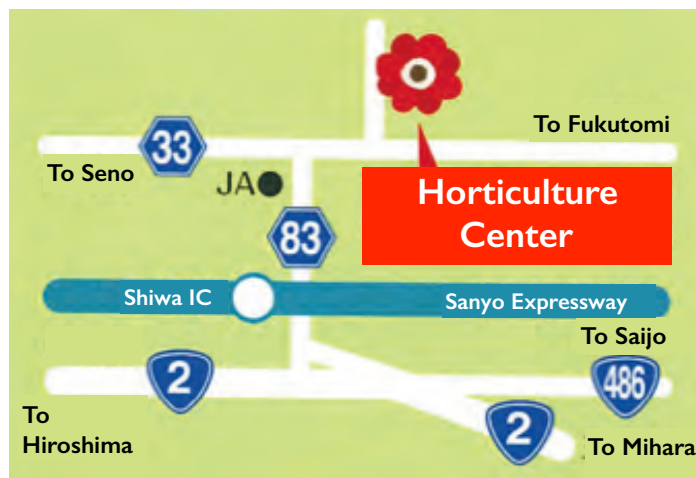 To Fukutomi
33
To Seno
JA
Horticulture
Center
83
Shiwa IC
Sanyo Expressway
To Saijo
2
486
To
Hiroshima
2
To Mihara